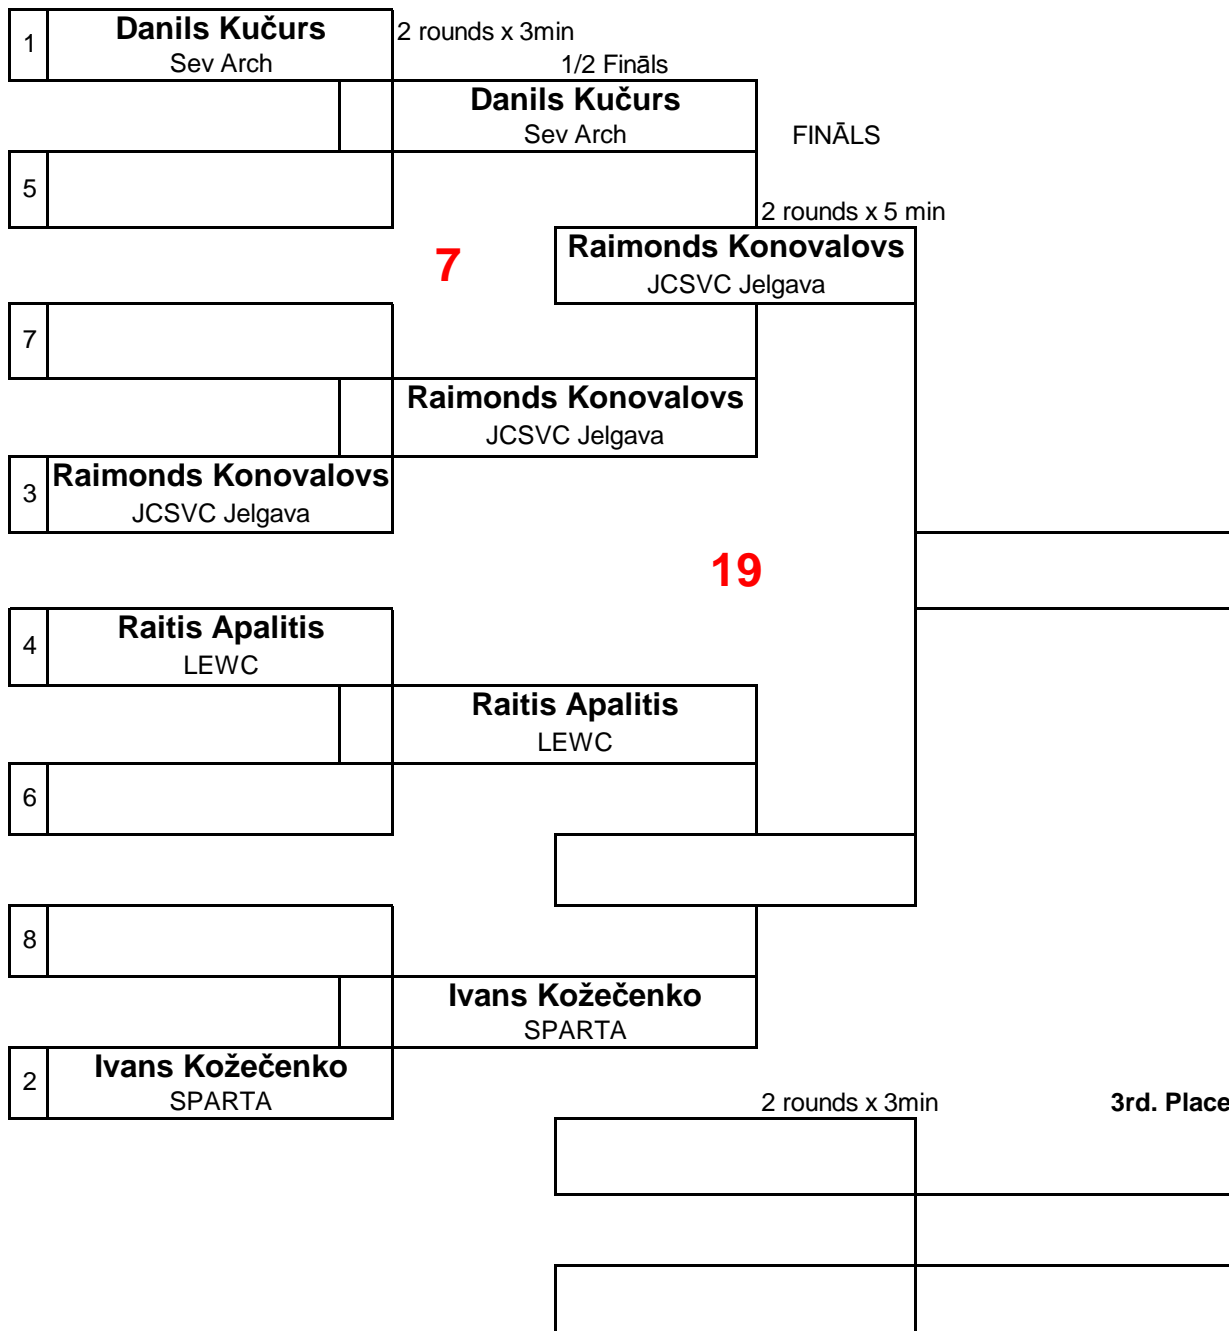 1
Danils Kučurs
2 rounds x 3min
Sev Arch
1/2 Fināls
Danils Kučurs
Sev Arch
FINĀLS
5
2 rounds x 5 min
7
Raimonds Konovalovs
JCSVC Jelgava
7
Raimonds Konovalovs
JCSVC Jelgava
3
Raimonds Konovalovs
JCSVC Jelgava
19
4
Raitis Apalitis
LEWC
Raitis Apalitis
LEWC
6
8
Ivans Kožečenko
SPARTA
2
Ivans Kožečenko
SPARTA
2 rounds x 3min
3rd. Place